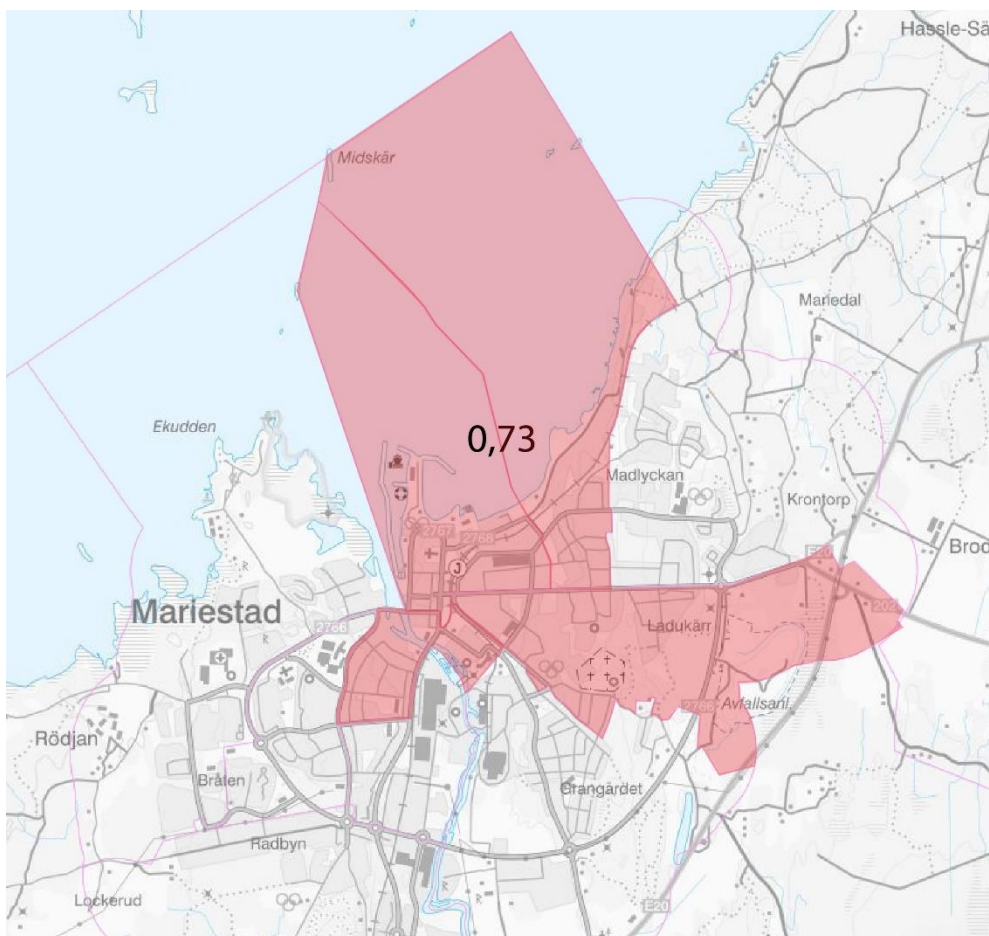 Hassle-Sä
Midskär
Mariedal
Ekudden
0,73
Madlyckan
Krontorp
2767
2768
E20
Brod
J
Mariestad
2766
202
Ladukärr
Rödjan
2766
Avfallsanl.
Bråten
Grangärdet
Radbyn
Lockerud
E20